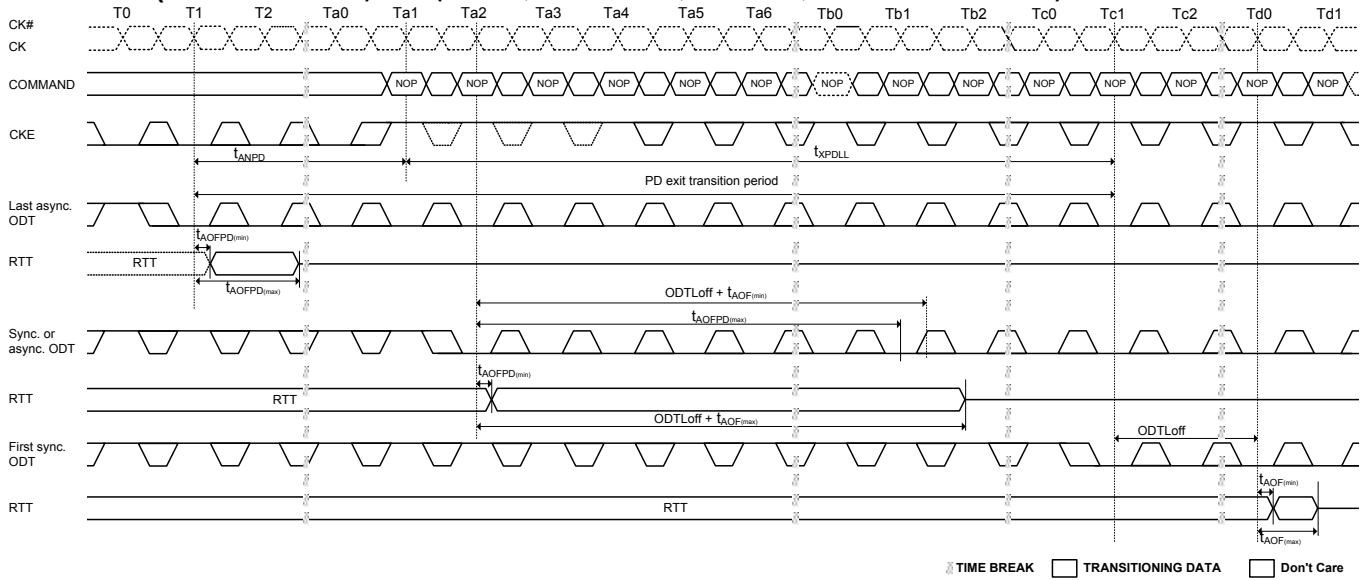 T0 T1 T2 Ta0 Ta1 Ta2 Ta3 Ta4 Ta5 Ta6 Tb0 Tb1 Tb2 Tc0 Tc1 Tc2 Td0 Td1
CK#
CK
COMMAND NOP NOP NOP NOP NOP NOP NOP NOP NOP NOP NOP NOP NOP NOP
CKE
tANPD tXPDLL
PD exit transition period
Last async.
ODT
tAOFPD(min)
RTT RTT
tAOFPD(max)
ODTLoff + tAOF(min)
tAOFPD(max)
Sync. or
async. ODT
tAOFPD(min)
RTT RTT
ODTLoff + tAOF(max)
ODTLoff
First sync.
ODT
tAOF(min)
RTT RTT
tAOF(max)
TIME BREAK TRANSITIONING DATA Don't Care